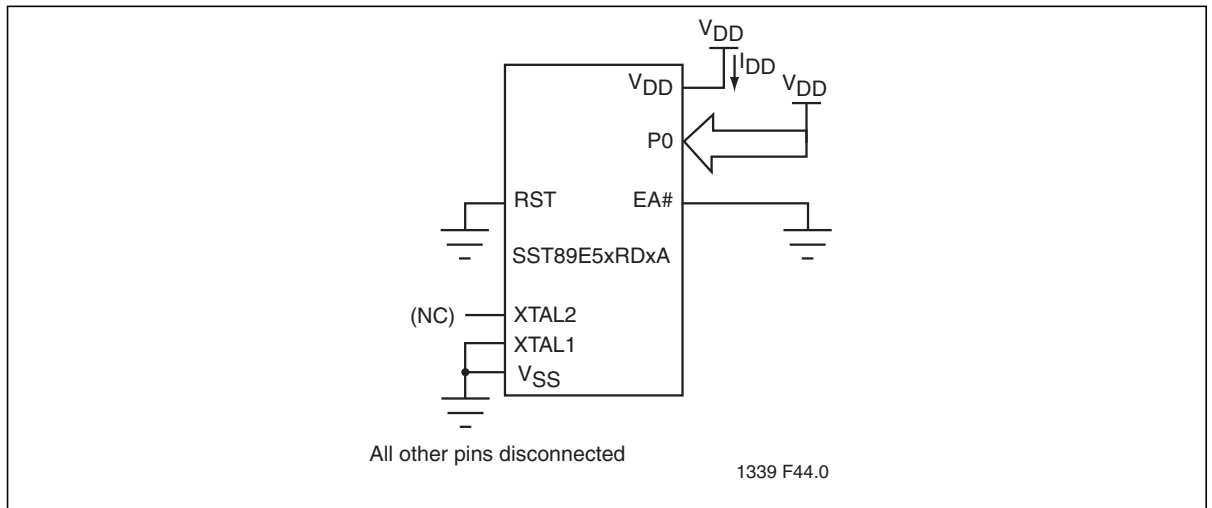 VDD
IDD
VDD
VDD
P0
RST EA#
SST89E5xRDxA
(NC) XTAL2
XTAL1
VSS
All other pins disconnected
1339 F44.0